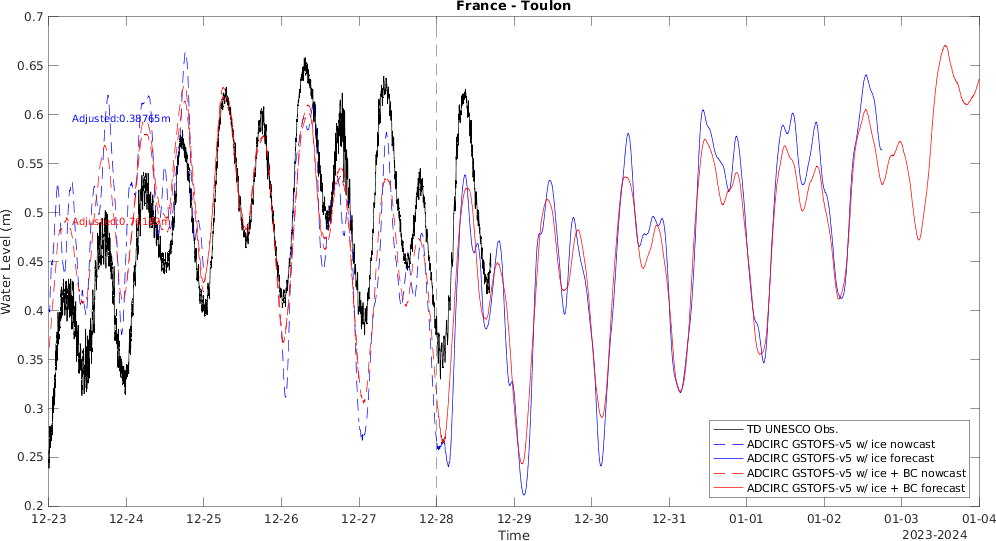 France - Toulon
0.7
0.65
0.6
0.55
0.5
0.45
0.4
0.35
0.3
0.25
0.2
Water Level (m)
Adjusted:0.38765m
TD UNESCO Obs.
ADCIRC GSTOFS-v5 w/ ice nowcast
ADCIRC GSTOFS-v5 w/ ice forecast
ADCIRC GSTOFS-v5 w/ ice + BC nowcast
ADCIRC GSTOFS-v5 w/ ice + BC forecast
12-23 12-24 12-25 12-26 12-27 12-28 12-29 12-30 12-31 01-01 01-02 01-03 01-04
Time
2023-2024